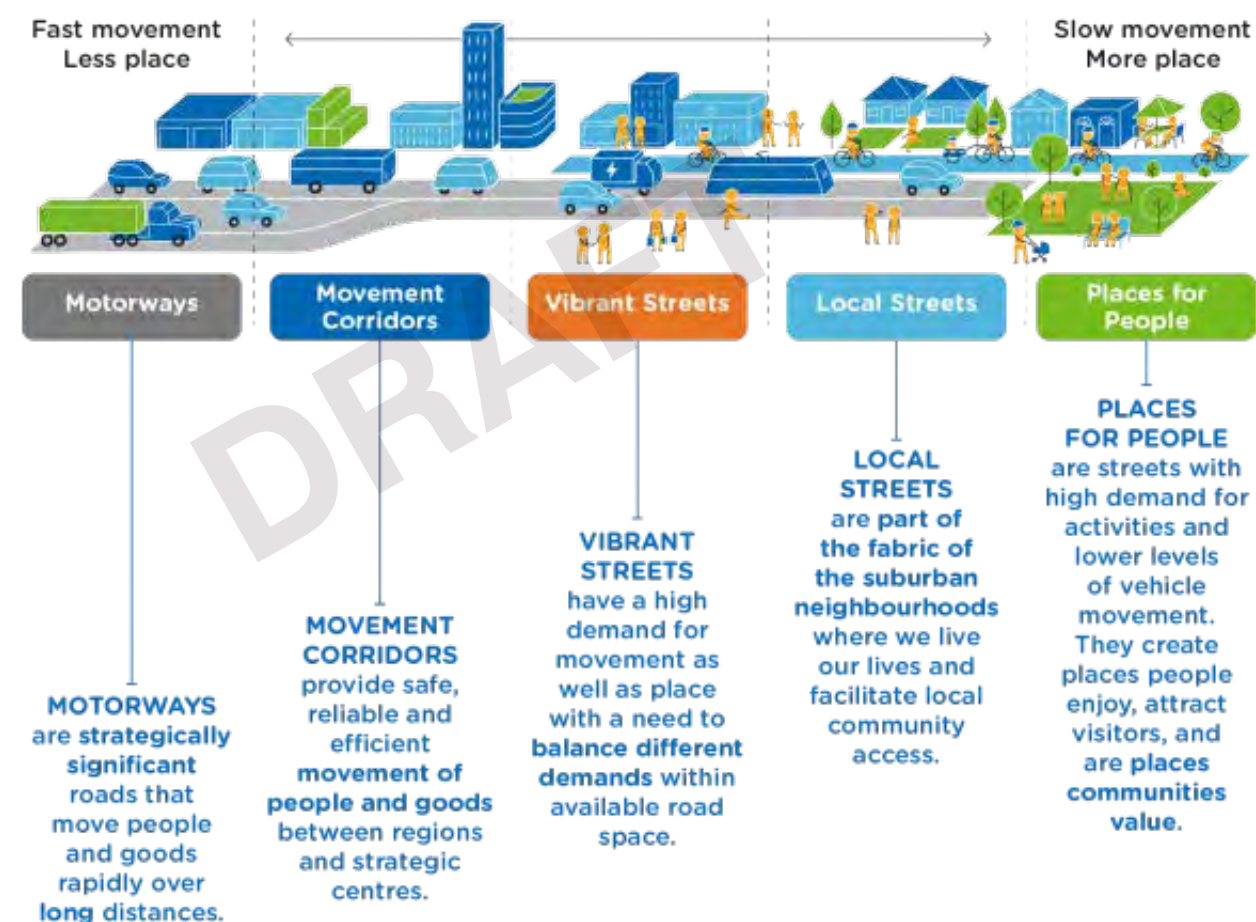 Fast movement
Less place
Slow movement
More place
Motorways
Movement
Corridors
Vibrant Streets
Local Streets
Places for
People
DRAFT
MOTORWAYS
are strategically
significant
roads that
move people
and goods
rapidly over
long distances.
MOVEMENT
CORRIDORS
provide safe,
reliable and
efficient
movement of
people and goods
between regions
and strategic
centres.
VIBRANT
STREETS
have a high
demand for
movement as
well as place
with a need to
balance different
demands within
available road
space.
LOCAL
STREETS
are part of
the fabric of
the suburban
neighbourhoods
where we live
our lives and
facilitate local
community
access.
PLACES
FOR PEOPLE
are streets with
high demand for
activities and
lower levels
of vehicle
movement.
They create
places people
enjoy, attract
visitors, and
are places
communities
value.